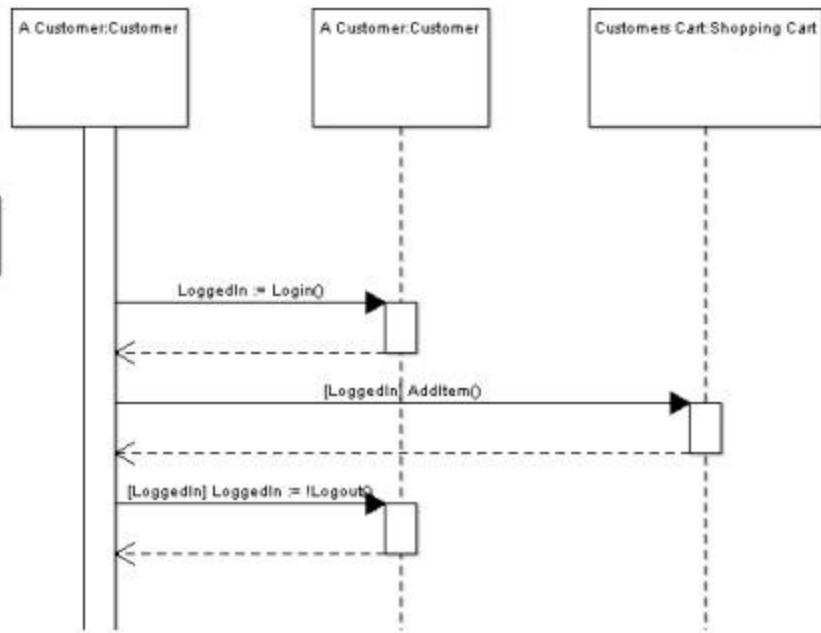 A Customer:Customer
A Customer:Customer
Customers Cart:Shopping Cart
LoggedIn := Login()
[LoggedIn] AddItem()
[LoggedIn] LoggedIn := !Logout()